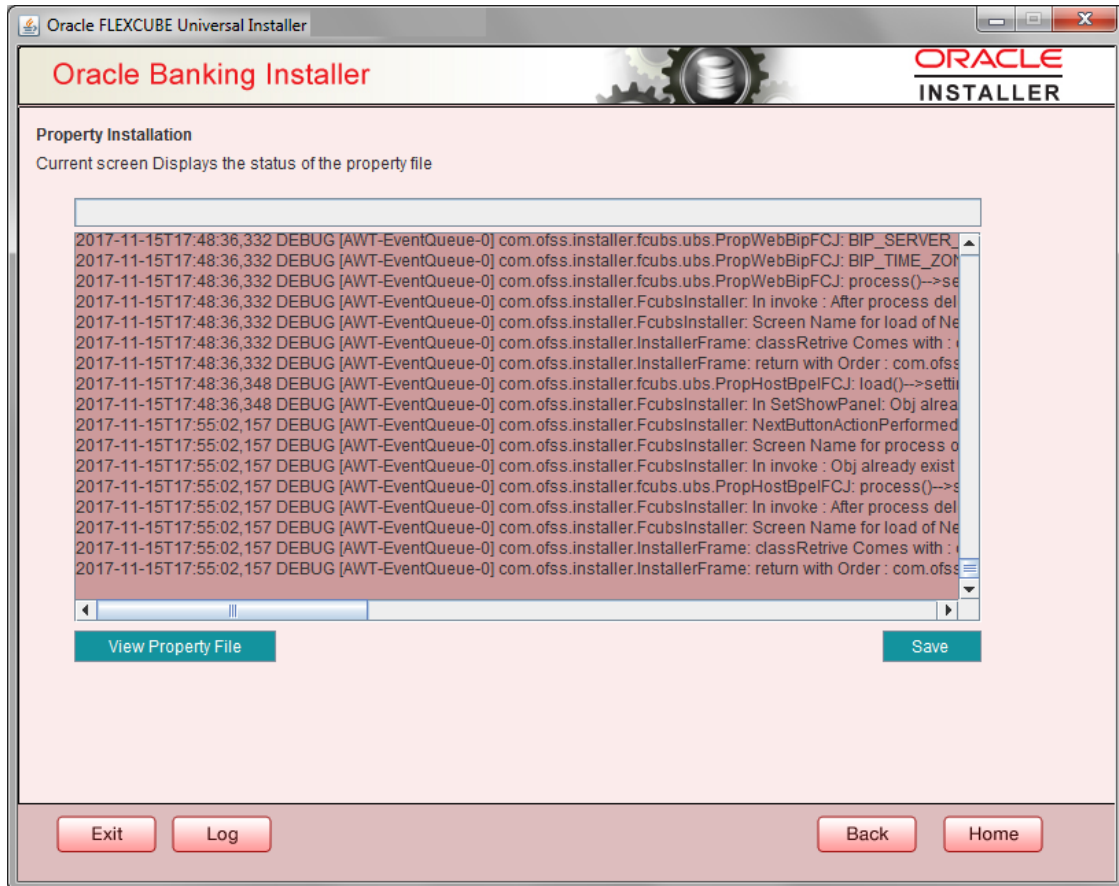 Oracle FLEXCUBE Universal Installer
Oracle Banking Installer
ORACLE
INSTALLER
Property Installation
Current screen Displays the status of the property file
2017-11-15T17:48:36,332 DEBUG [AWT-EventQueue-0] com.ofss.installer.fcubs.ubs.PropWebBipFCJ: BIP_SERVER_
2017-11-15T17:48:36,332 DEBUG [AWT-EventQueue-0] com.ofss.installer.fcubs.ubs.PropWebBipFCJ: BIP_TIME_ZON
2017-11-15T17:48:36,332 DEBUG [AWT-EventQueue-0] com.ofss.installer.fcubs.ubs.PropWebBipFCJ: process()-->se
2017-11-15T17:48:36,332 DEBUG [AWT-EventQueue-0] com.ofss.installer.FcubsInstaller: In invoke : After process del
2017-11-15T17:48:36,332 DEBUG [AWT-EventQueue-0] com.ofss.installer.FcubsInstaller: Screen Name for load of Ne
2017-11-15T17:48:36,332 DEBUG [AWT-EventQueue-0] com.ofss.installer.InstallerFrame: classRetrive Comes with :
2017-11-15T17:48:36,332 DEBUG [AWT-EventQueue-0] com.ofss.installer.InstallerFrame: return with Order : com.ofss
2017-11-15T17:48:36,348 DEBUG [AWT-EventQueue-0] com.ofss.installer.fcubs.ubs.PropHostBpelFCJ: load()-->settin
2017-11-15T17:48:36,348 DEBUG [AWT-EventQueue-0] com.ofss.installer.FcubsInstaller: In SetShowPanel: Obj alrea
2017-11-15T17:55:02,157 DEBUG [AWT-EventQueue-0] com.ofss.installer.FcubsInstaller: NextButtonActionPerformed
2017-11-15T17:55:02,157 DEBUG [AWT-EventQueue-0] com.ofss.installer.FcubsInstaller: Screen Name for process o
2017-11-15T17:55:02,157 DEBUG [AWT-EventQueue-0] com.ofss.installer.FcubsInstaller: In invoke : Obj already exist
2017-11-15T17:55:02,157 DEBUG [AWT-EventQueue-0] com.ofss.installer.fcubs.ubs.PropHostBpelFCJ: process()-->s
2017-11-15T17:55:02,157 DEBUG [AWT-EventQueue-0] com.ofss.installer.FcubsInstaller: In invoke : After process del
2017-11-15T17:55:02,157 DEBUG [AWT-EventQueue-0] com.ofss.installer.FcubsInstaller: Screen Name for load of Ne
2017-11-15T17:55:02,157 DEBUG [AWT-EventQueue-0] com.ofss.installer.InstallerFrame: classRetrive Comes with :
2017-11-15T17:55:02,157 DEBUG [AWT-EventQueue-0] com.ofss.installer.InstallerFrame: return with Order : com.ofss
View Property File
Save
Exit
Log
Back
Home